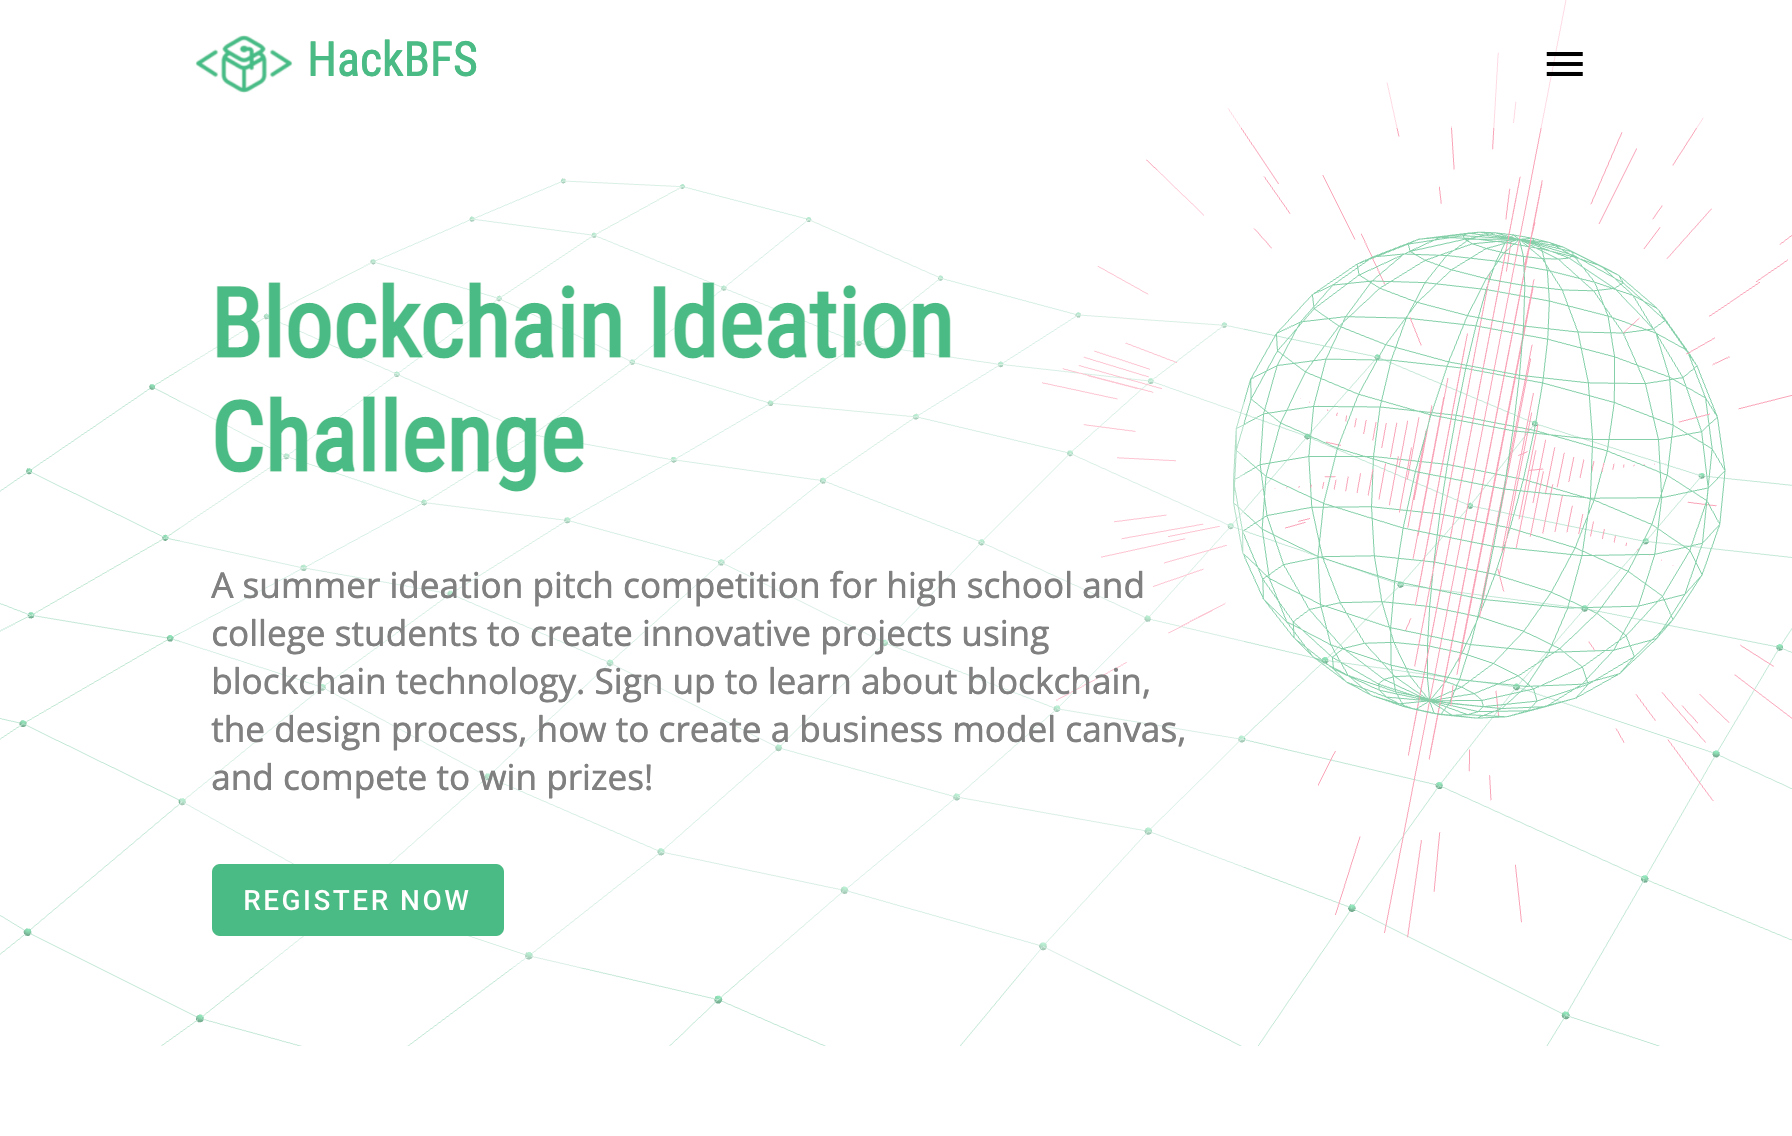 HackBFS
Blockchain Ideation
Challenge
A summer ideation pitch competition for high school and
college students to create innovative projects using
blockchain technology. Sign up to learn about blockchain,
the design process, how to create a business model canvas,
and compete to win prizes!
REGISTER NOW